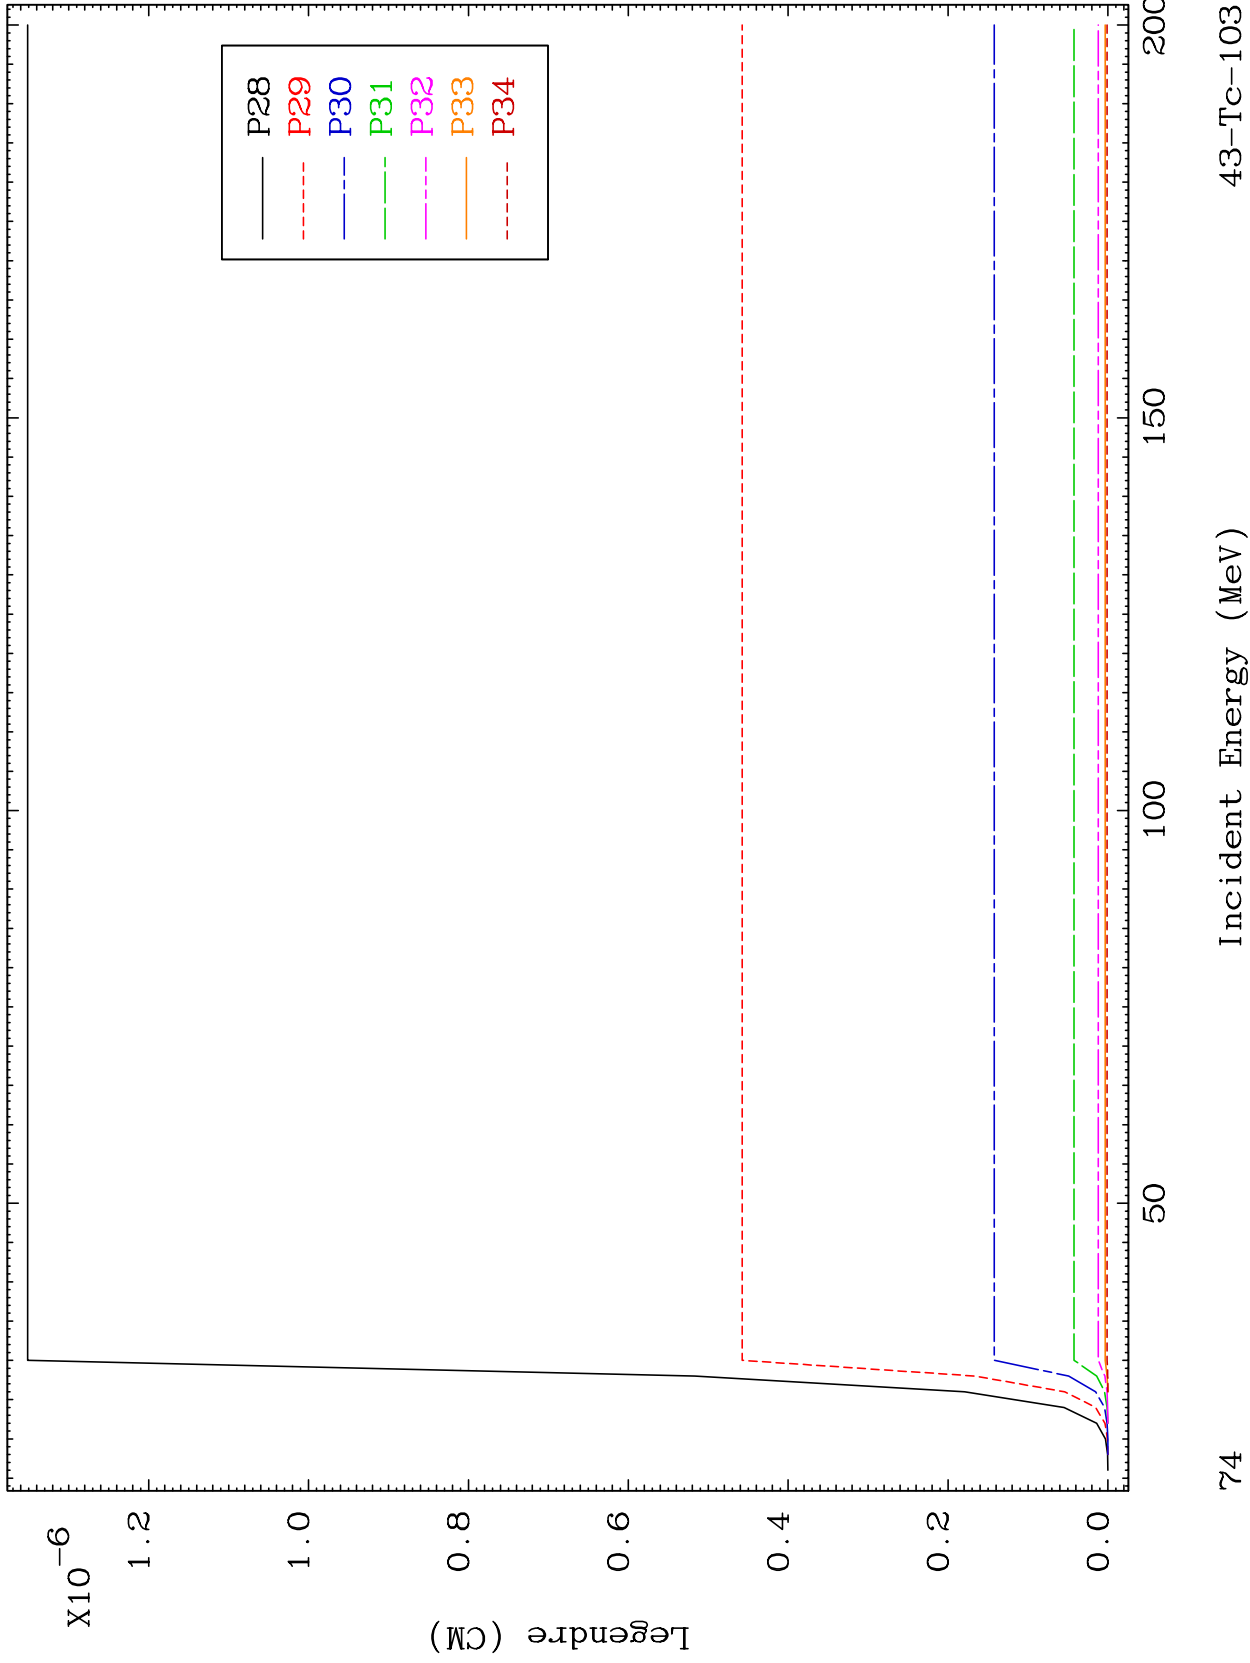 X10-6
1.2
1.0
0.8
0.6
0.4
0.2
0.0
Legendre (CM)
P28
P29
P30
P31
P32
P33
P34
50
100
150
200
Incident Energy (MeV)
74
43-Tc-103